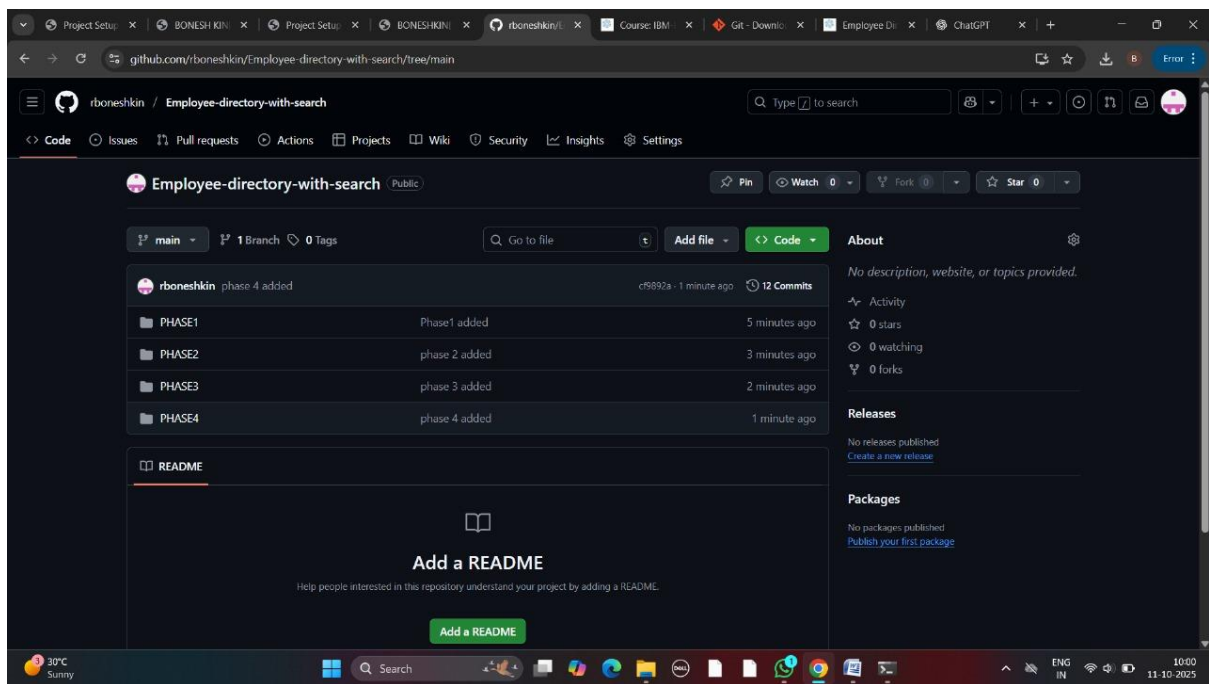 Project Setup
BONESH KIN
Project Setup
BONESHKIN
rboneshkin/E
Course: IBM
Git - Downlo
Employee Dir
ChatGPT
github.com/rboneshkin/Employee-directory-with-search/tree/main
Error
rboneshkin / Employee-directory-with-search
Type / to search
Code Issues Pull requests Actions Projects Wiki Security Insights Settings
Employee-directory-with-search Public
Pin Watch 0 Fork 0 Star 0
main 1 Branch 0 Tags
Go to file t Add file <> Code
rboneshkin phase 4 added cf9892a · 1 minute ago 12 Commits
PHASE1 Phase1 added 5 minutes ago
PHASE2 phase 2 added 3 minutes ago
PHASE3 phase 3 added 2 minutes ago
PHASE4 phase 4 added 1 minute ago
README
Add a README
Help people interested in this repository understand your project by adding a README.
Add a README
About
No description, website, or topics provided.
Activity
0 stars
0 watching
0 forks
Releases
No releases published
Create a new release
Packages
No packages published
Publish your first package
3
30°C
Sunny
Search
DELL
ENG
IN
10:00
11-10-2025